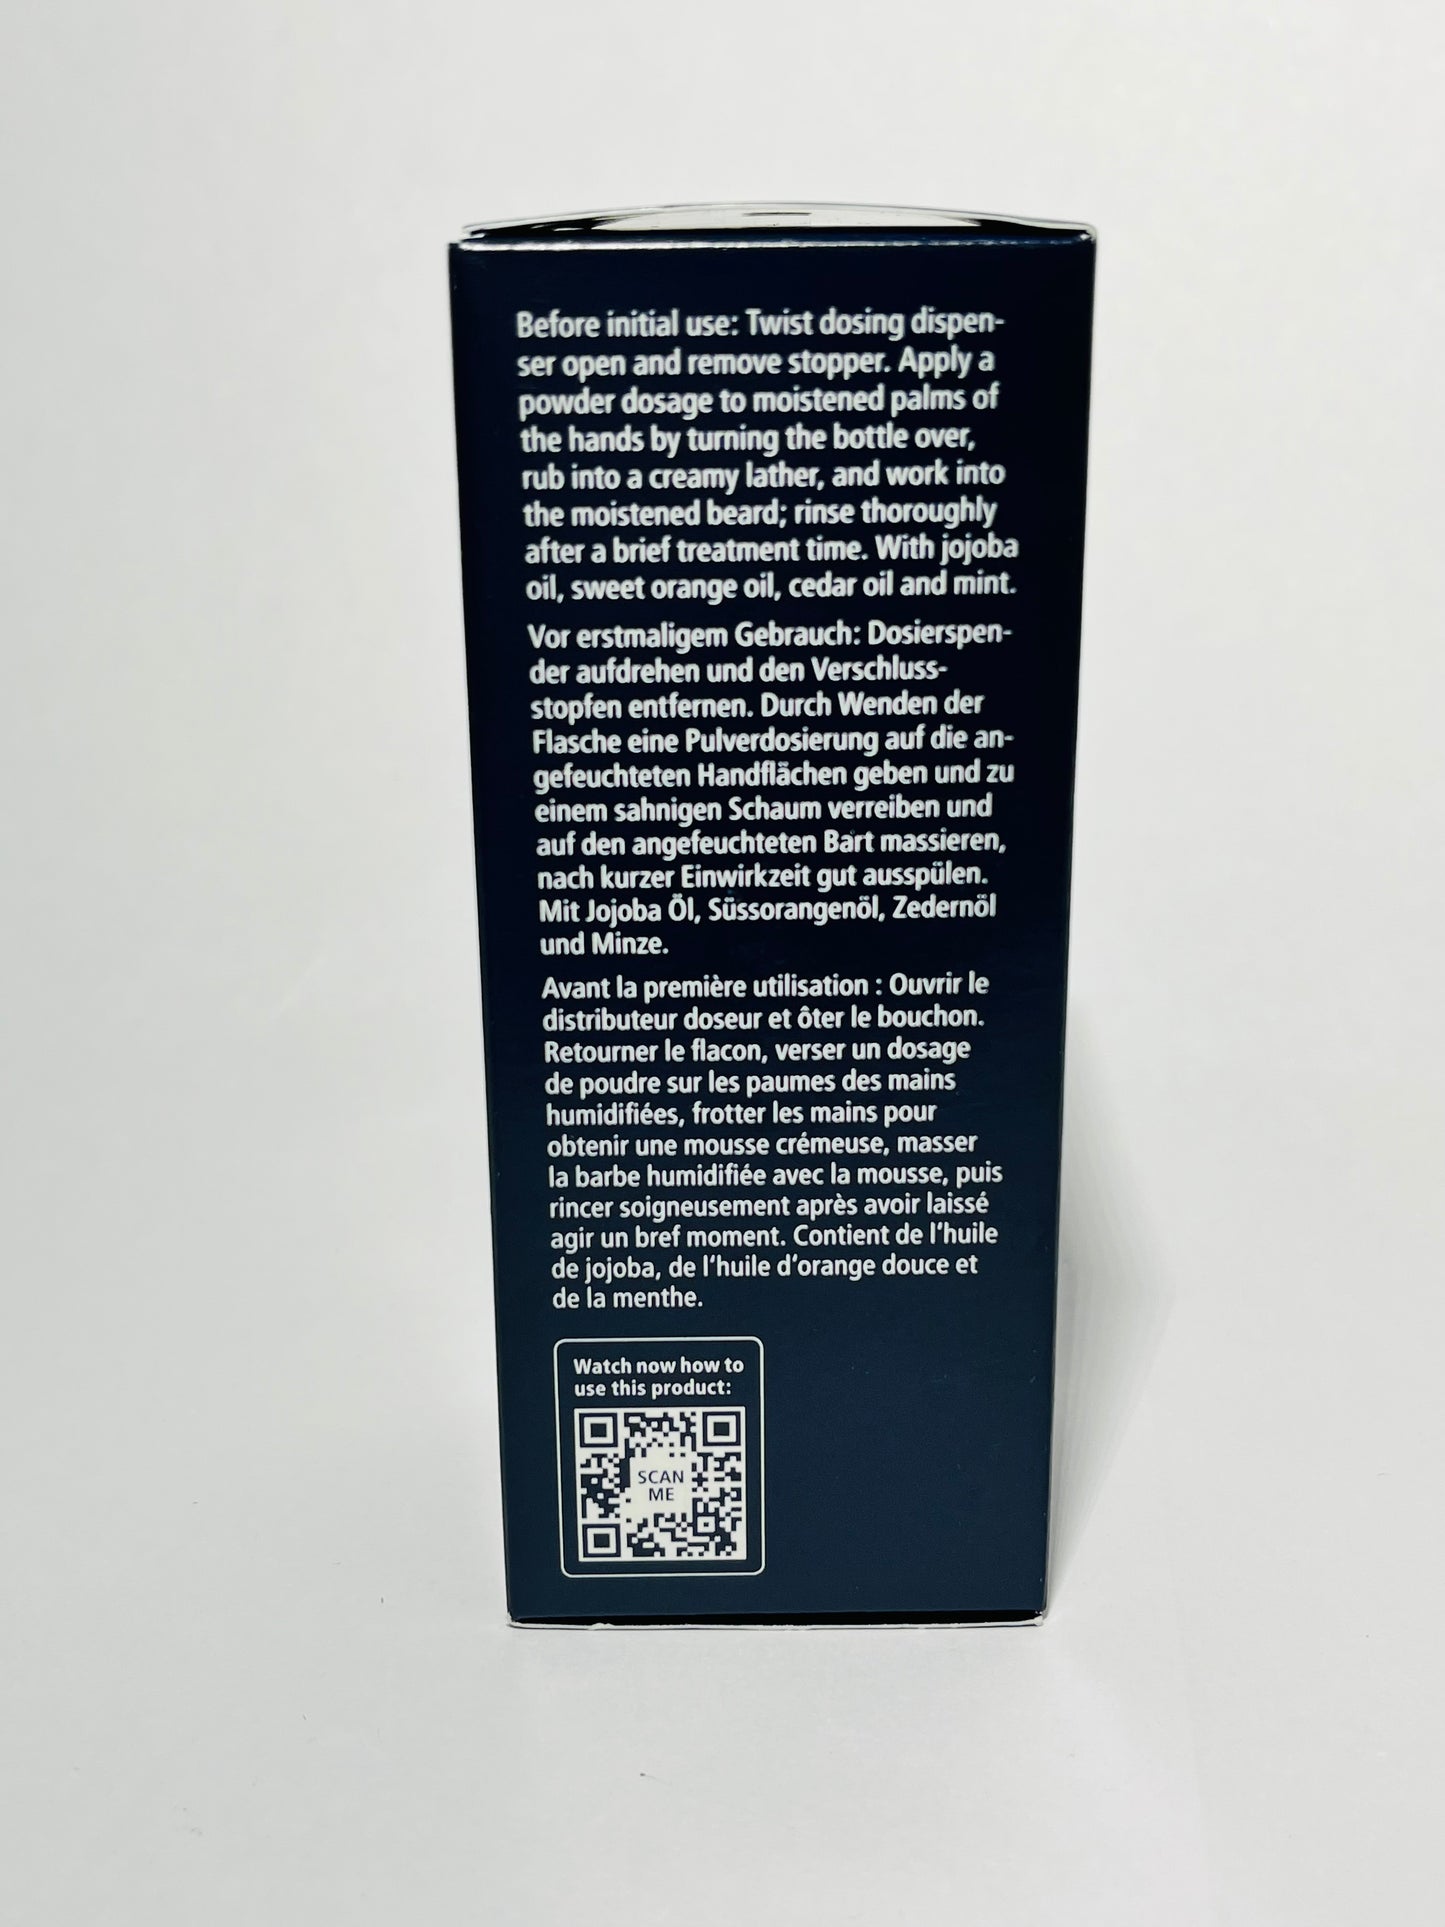 Before initial use: Twist dosing dispen-
ser open and remove stopper. Apply a
powder dosage to moistened palms of
the hands by turning the bottle over,
rub into a creamy lather, and work into
the moistened beard; rinse thoroughly
after a brief treatment time. With jojoba
oil, sweet orange oil, cedar oil and mint.
Vor erstmaligem Gebrauch: Dosierspen-
der aufdrehen und den Verschluss-
stopfen entfernen. Durch Wenden der
Flasche eine Pulverdosierung auf die an-
gefeuchteten Handflächen geben und zu
einem sahnigen Schaum verreiben und
auf den angefeuchteten Bart massieren,
nach kurzer Einwirkzeit gut ausspülen.
Mit Jojoba Öl, Süssorangenöl, Zedernöl
und Minze.
Avant la première utilisation : Ouvrir le
distributeur doseur et ôter le bouchon.
Retourner le flacon, verser un dosage
de poudre sur les paumes des mains
humidifiées, frotter les mains pour
obtenir une mousse crémeuse, masser
la barbe humidifiée avec la mousse, puis
rincer soigneusement après avoir laissé
agir un bref moment. Contient de l‘huile
de jojoba, de l‘huile d‘orange douce et
de la menthe.
Watch now how to
use this product:
SCAN
ME